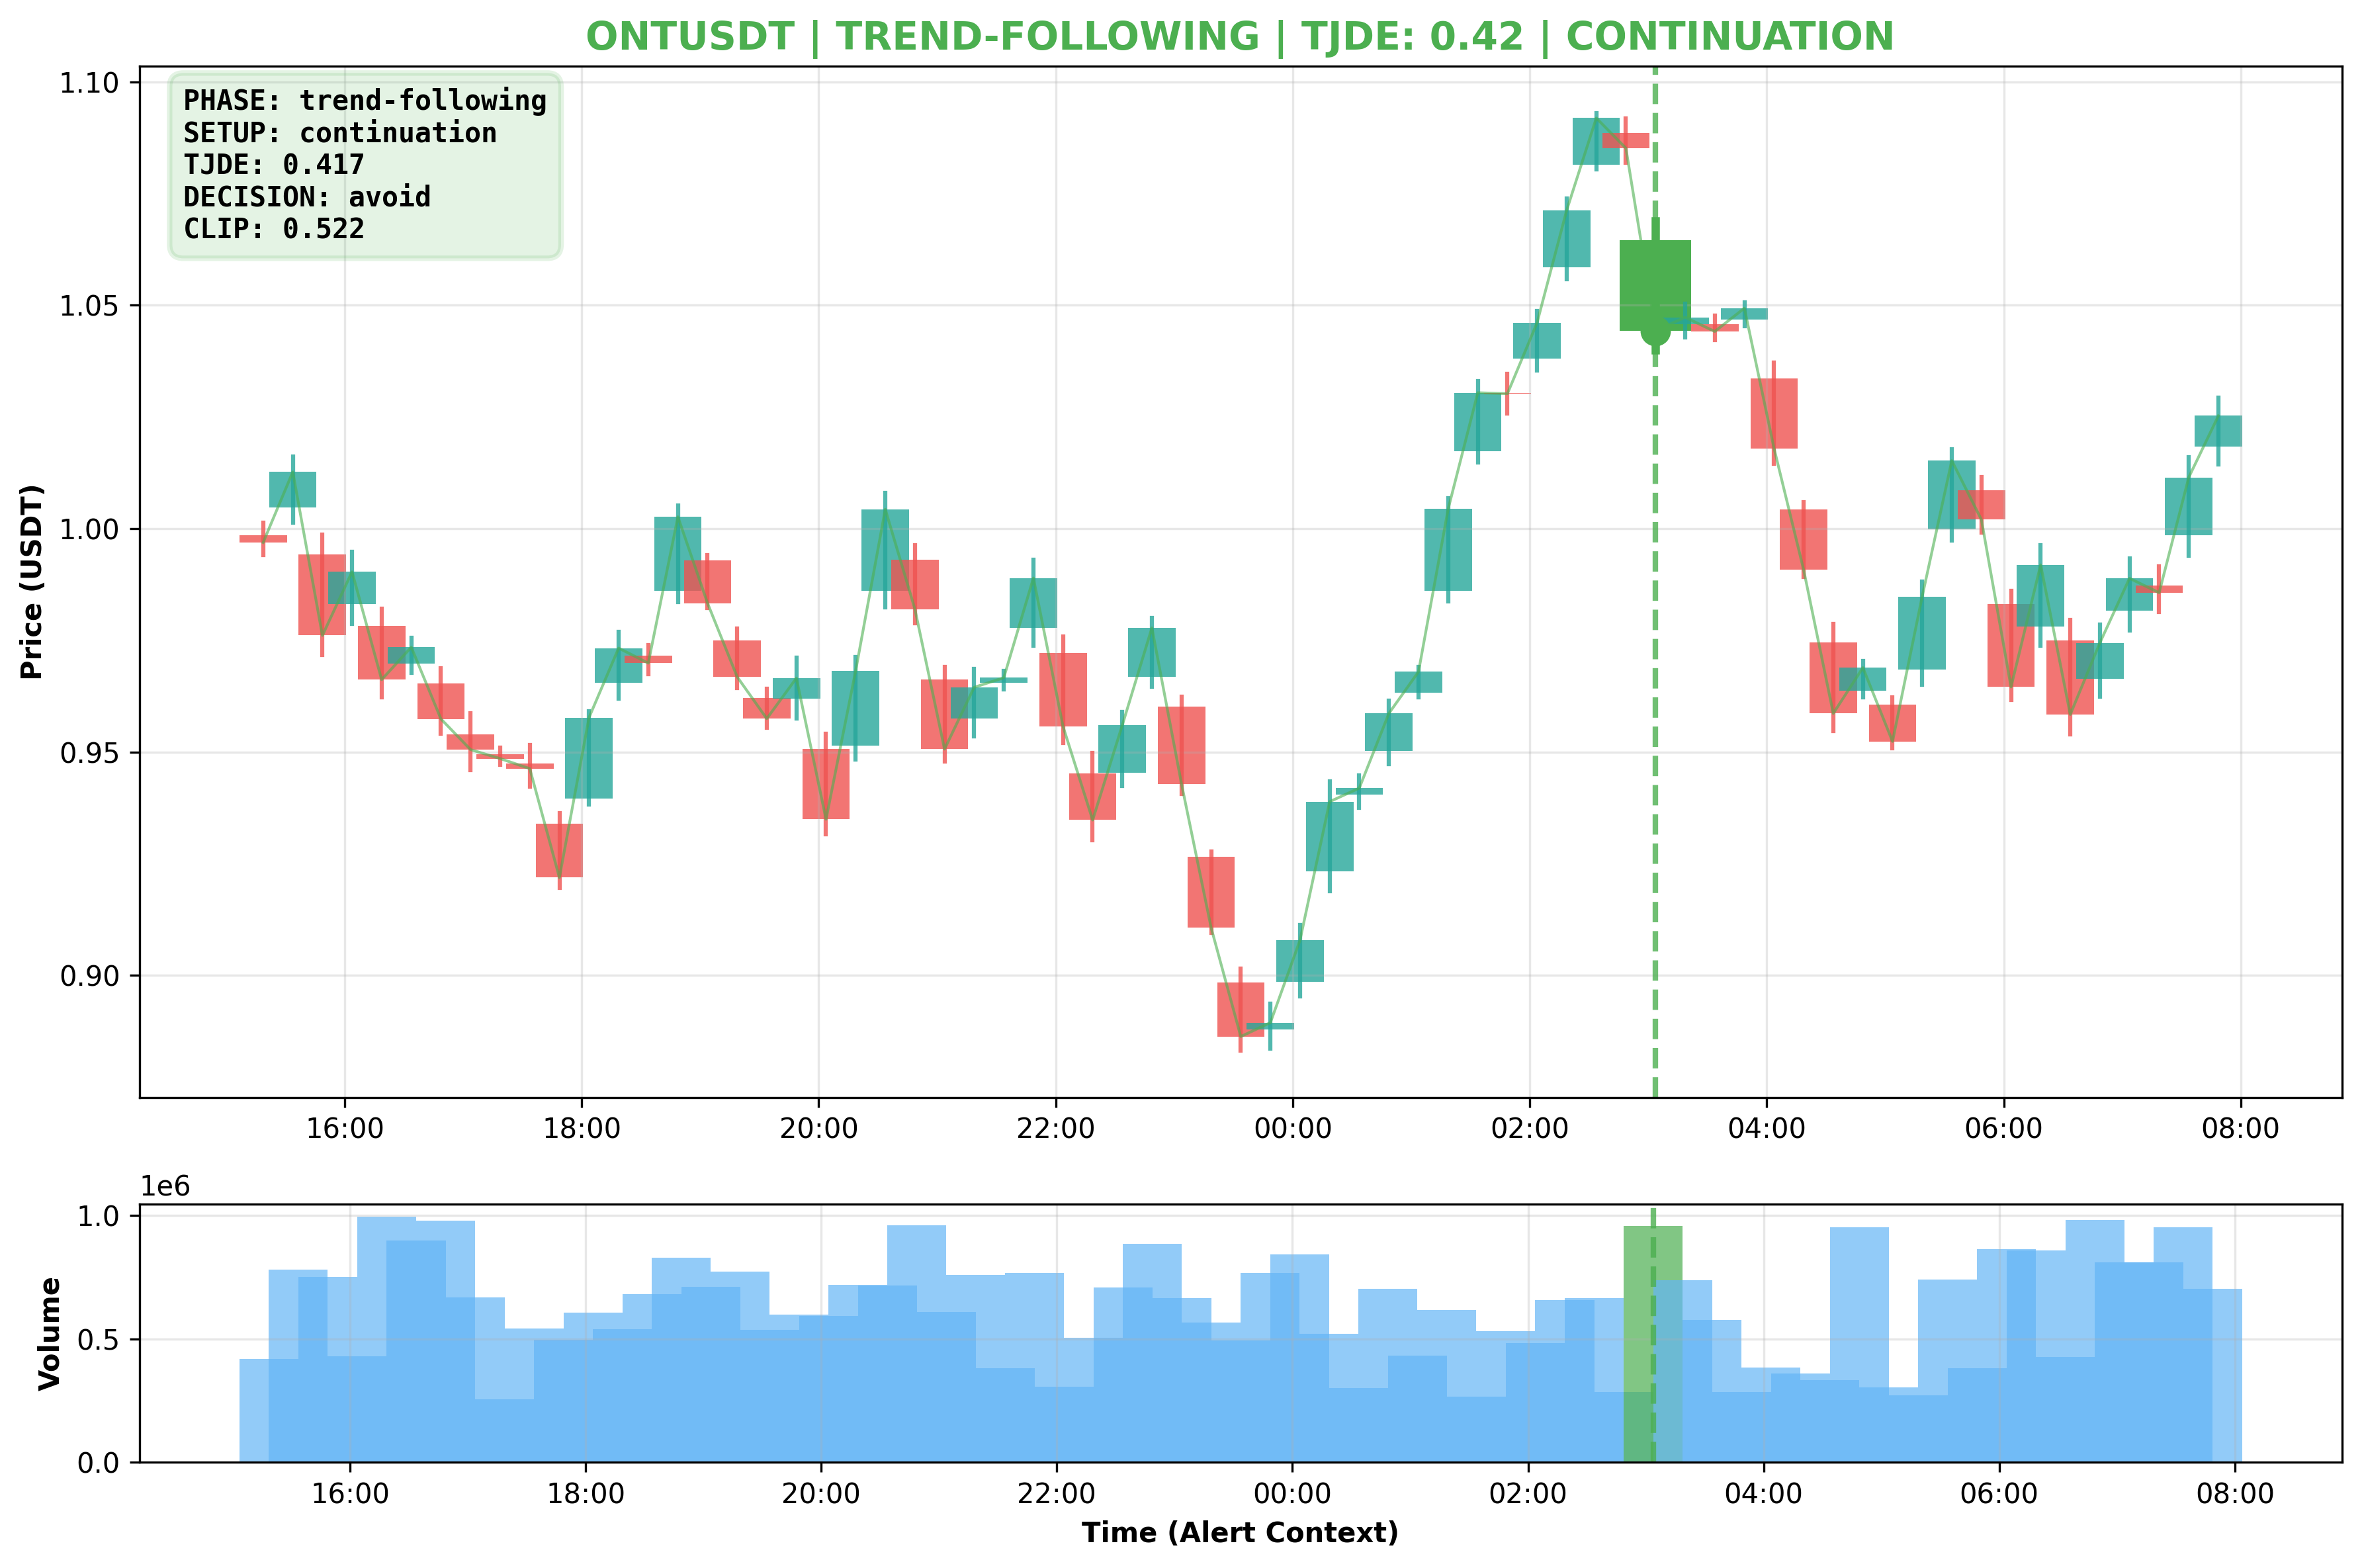 ONTUSDT | TREND-FOLLOWING | TJDE: 0.42 | CONTINUATION
PHASE: trend-following
SETUP: continuation
TJDE: 0.417
DECISION: avoid
CLIP: 0.522
Price (USDT)
1.10
1.05
1.00
0.95
0.90
16:00 18:00 20:00 22:00 00:00 02:00 04:00 06:00 08:00
1e6
Volume
1.0
0.5
0.0
16:00 18:00 20:00 22:00 00:00 02:00 04:00 06:00 08:00
Time (Alert Context)